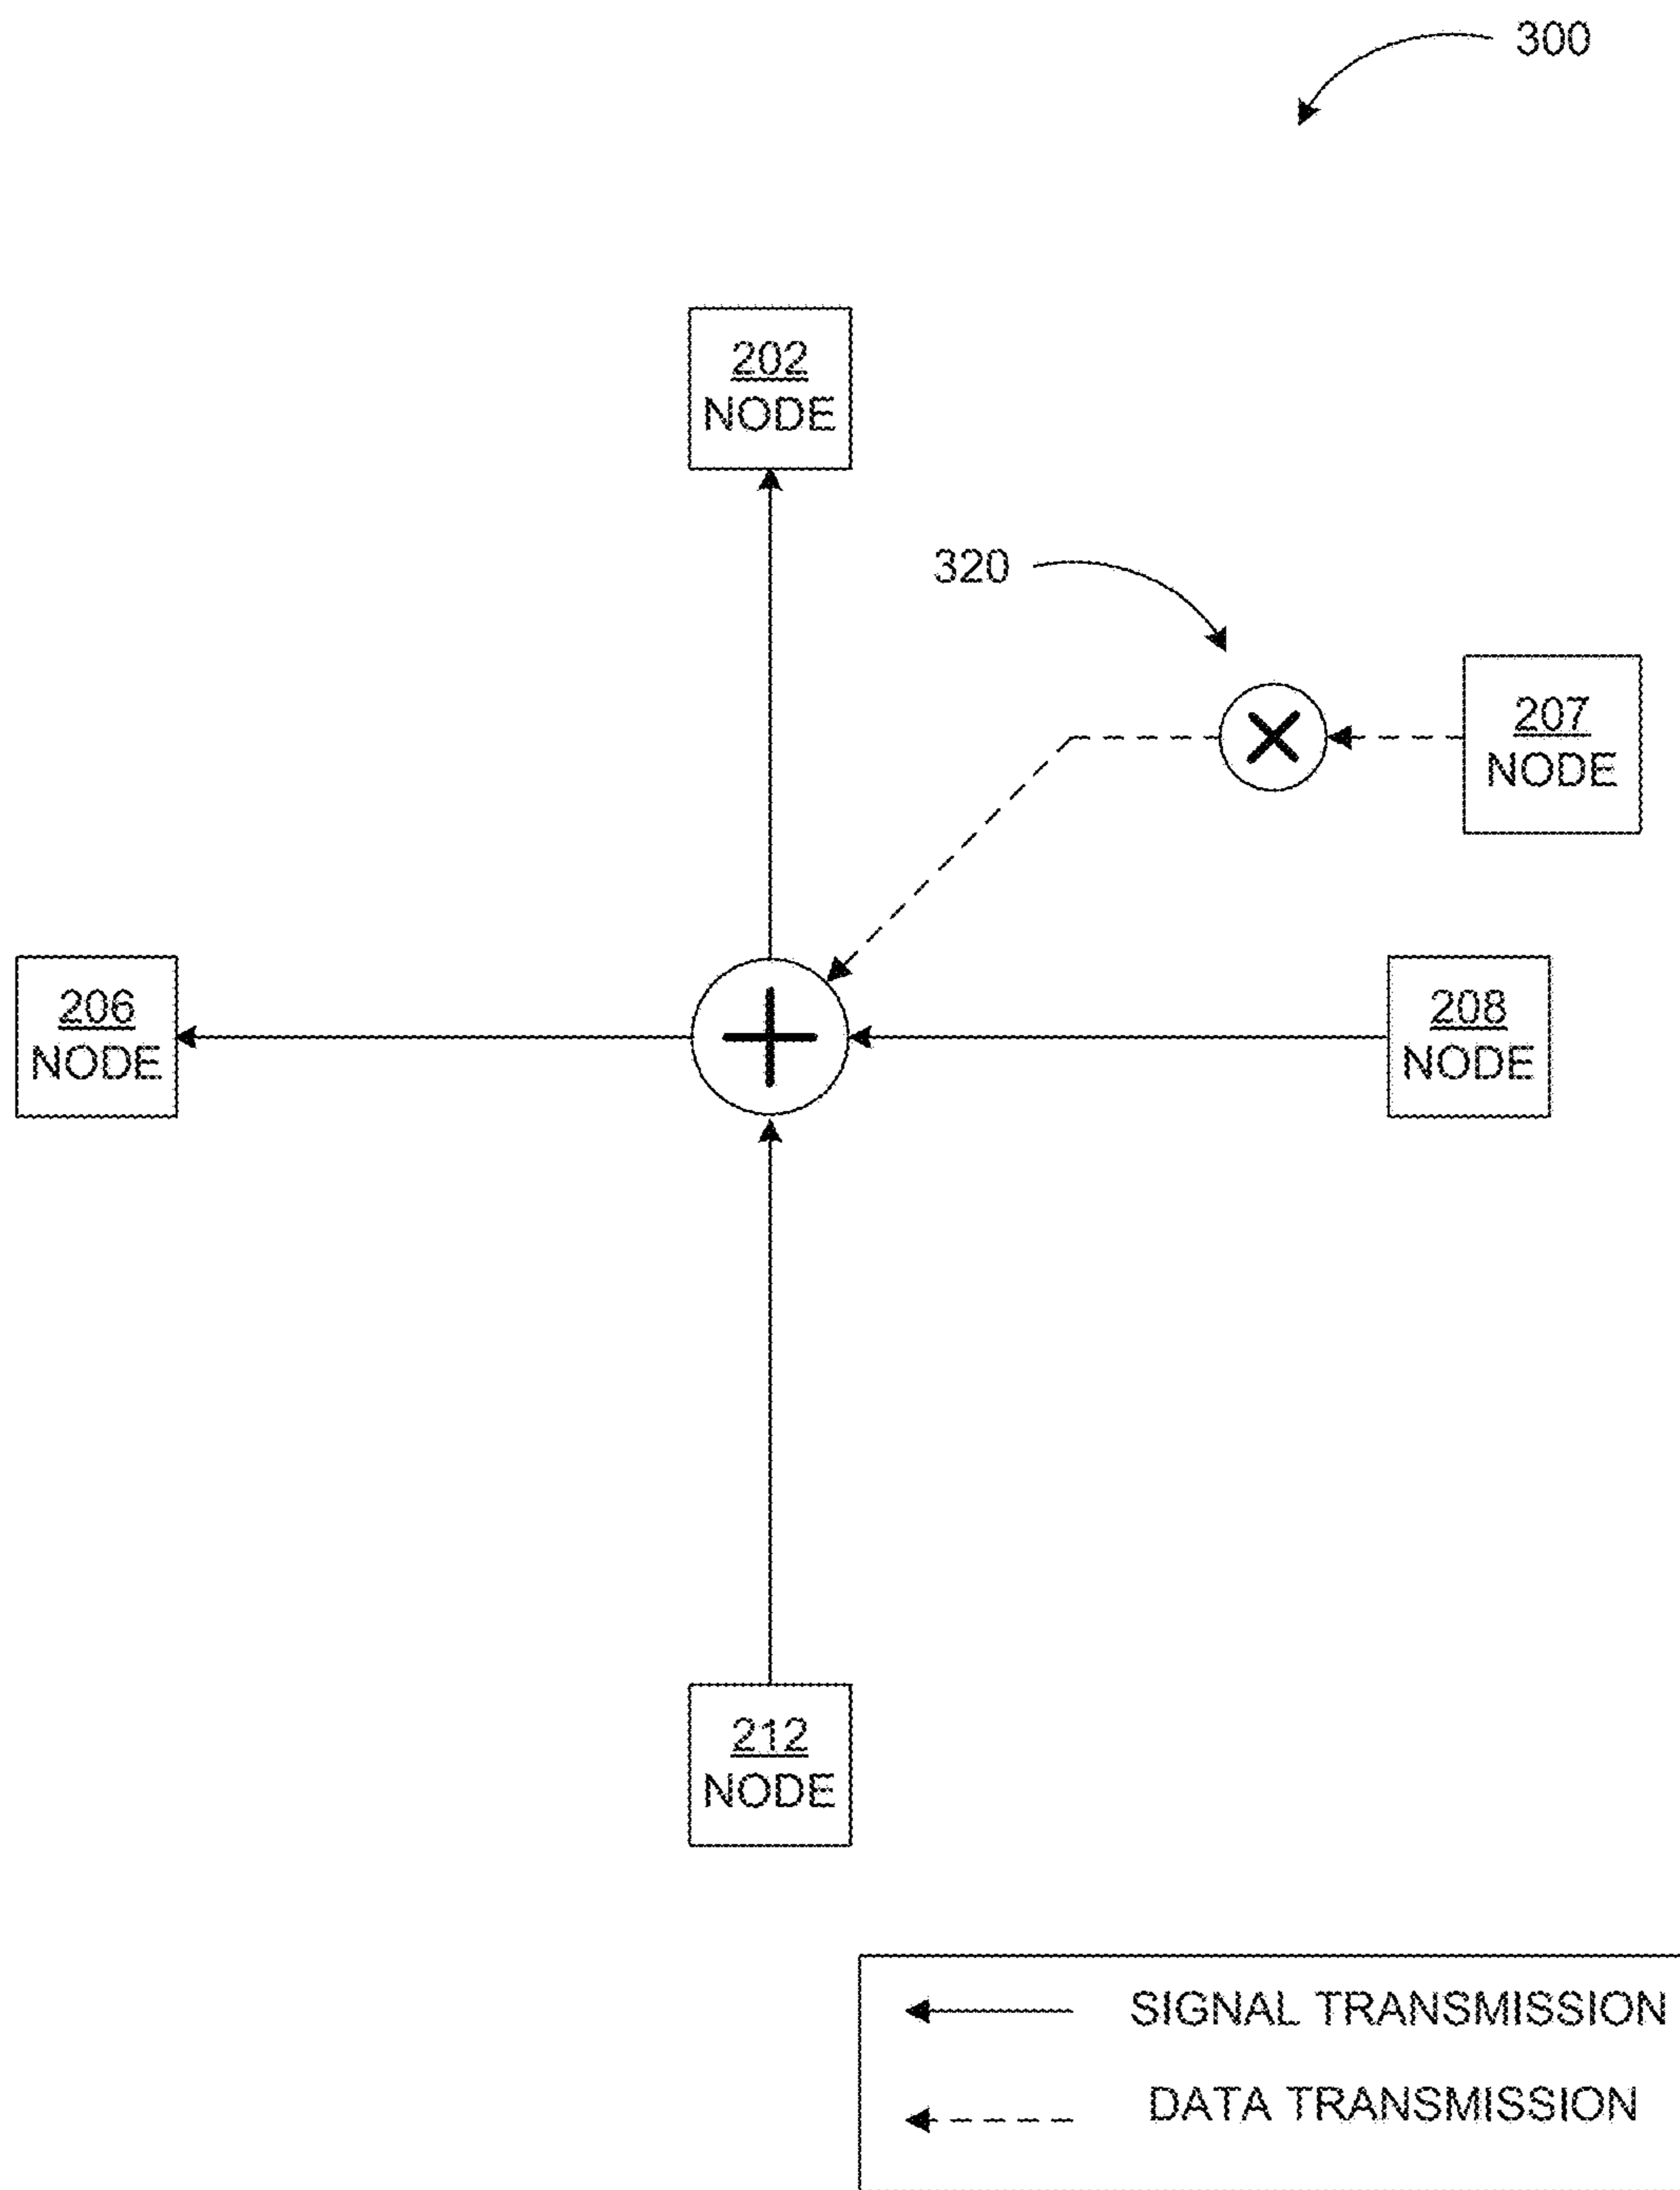 300
202
NODE
320
207
NODE
206
NODE
208
NODE
212
NODE
SIGNAL TRANSMISSION
DATA TRANSMISSION